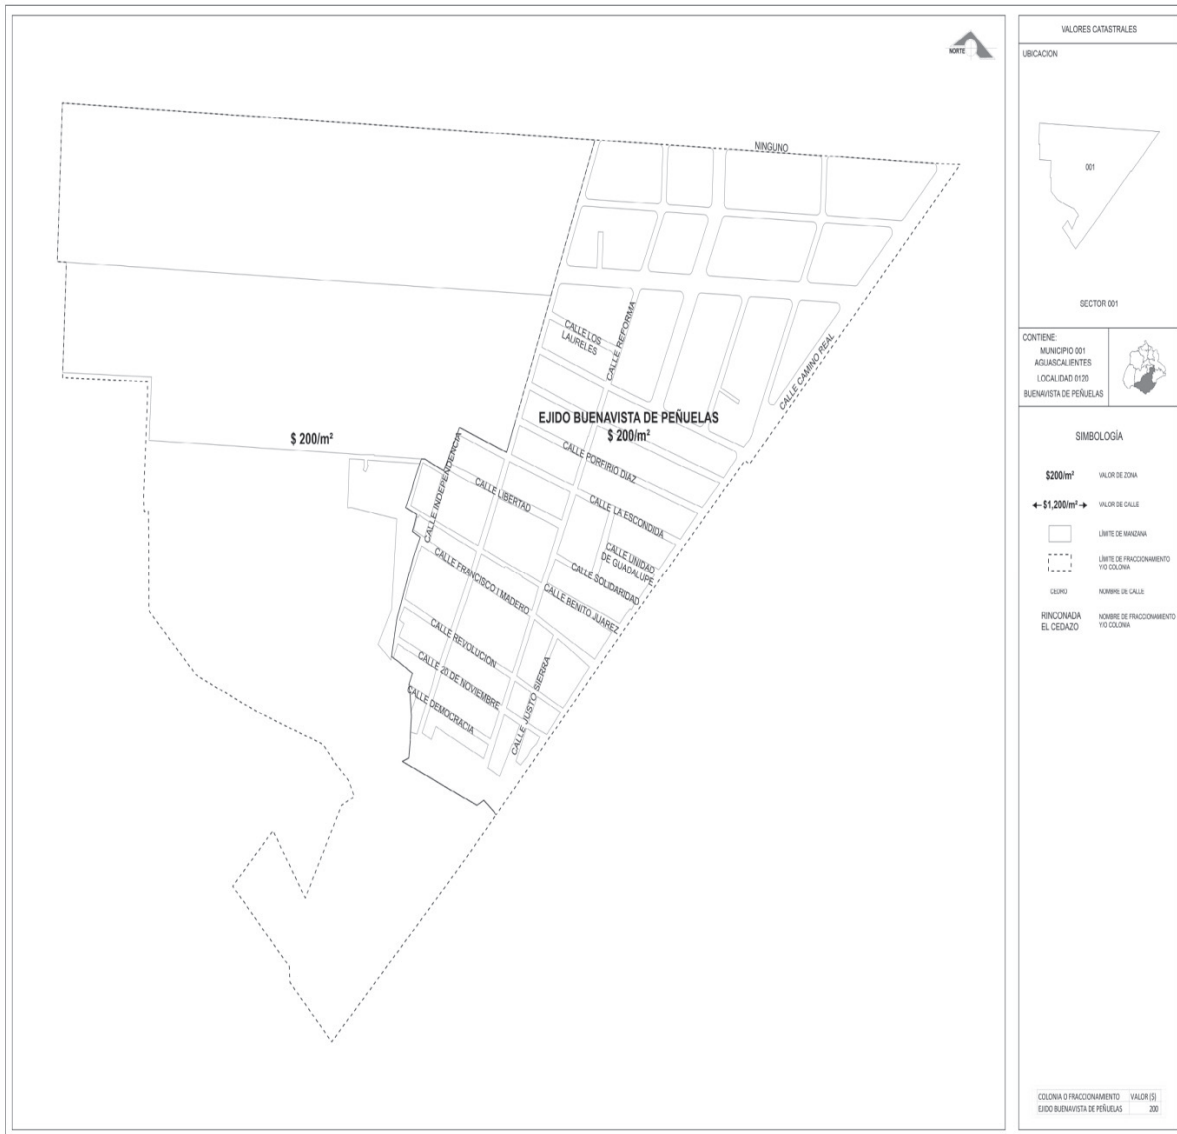 NORTE
NINGUNO
CALLE LOS
LAURELES
CALLE REFORMA
CALLE CAMINO REAL
EJIDO BUENAVISTA DE PEÑUELAS
$ 200/m²
$ 200/m²
CALLE INDEPENDENCIA
CALLE PORFIRIO DIAZ
CALLE LIBERTAD
CALLE LA ESCONDIDA
CALLE UNIDAD
DE GUADALUPE
CALLE FRANCISCO I MADERO
CALLE SOLIDARIDAD
CALLE BENITO JUAREZ
CALLE REVOLUCION
CALLE 20 DE NOVIEMBRE
CALLE JUSTO SIERRA
CALLE DEMOCRACIA
VALORES CATASTRALES
UBICACION
001
SECTOR 001
CONTIENE:
MUNICIPIO 001
AGUASCALIENTES
LOCALIDAD 0120
BUENAVISTA DE PEÑUELAS
SIMBOLOGÍA
$200/m² VALOR DE ZONA
$1,200/m² VALOR DE CALLE
LÍMITE DE MANZANA
LÍMITE DE FRACCIONAMIENTO
Y/O COLONIA
CEDRO NOMBRE DE CALLE
RINCONADA
EL CEDAZO
NOMBRE DE FRACCIONAMIENTO
Y/O COLONIA
COLONIA O FRACCIONAMIENTO VALOR ($)
EJIDO BUENAVISTA DE PEÑUELAS 200